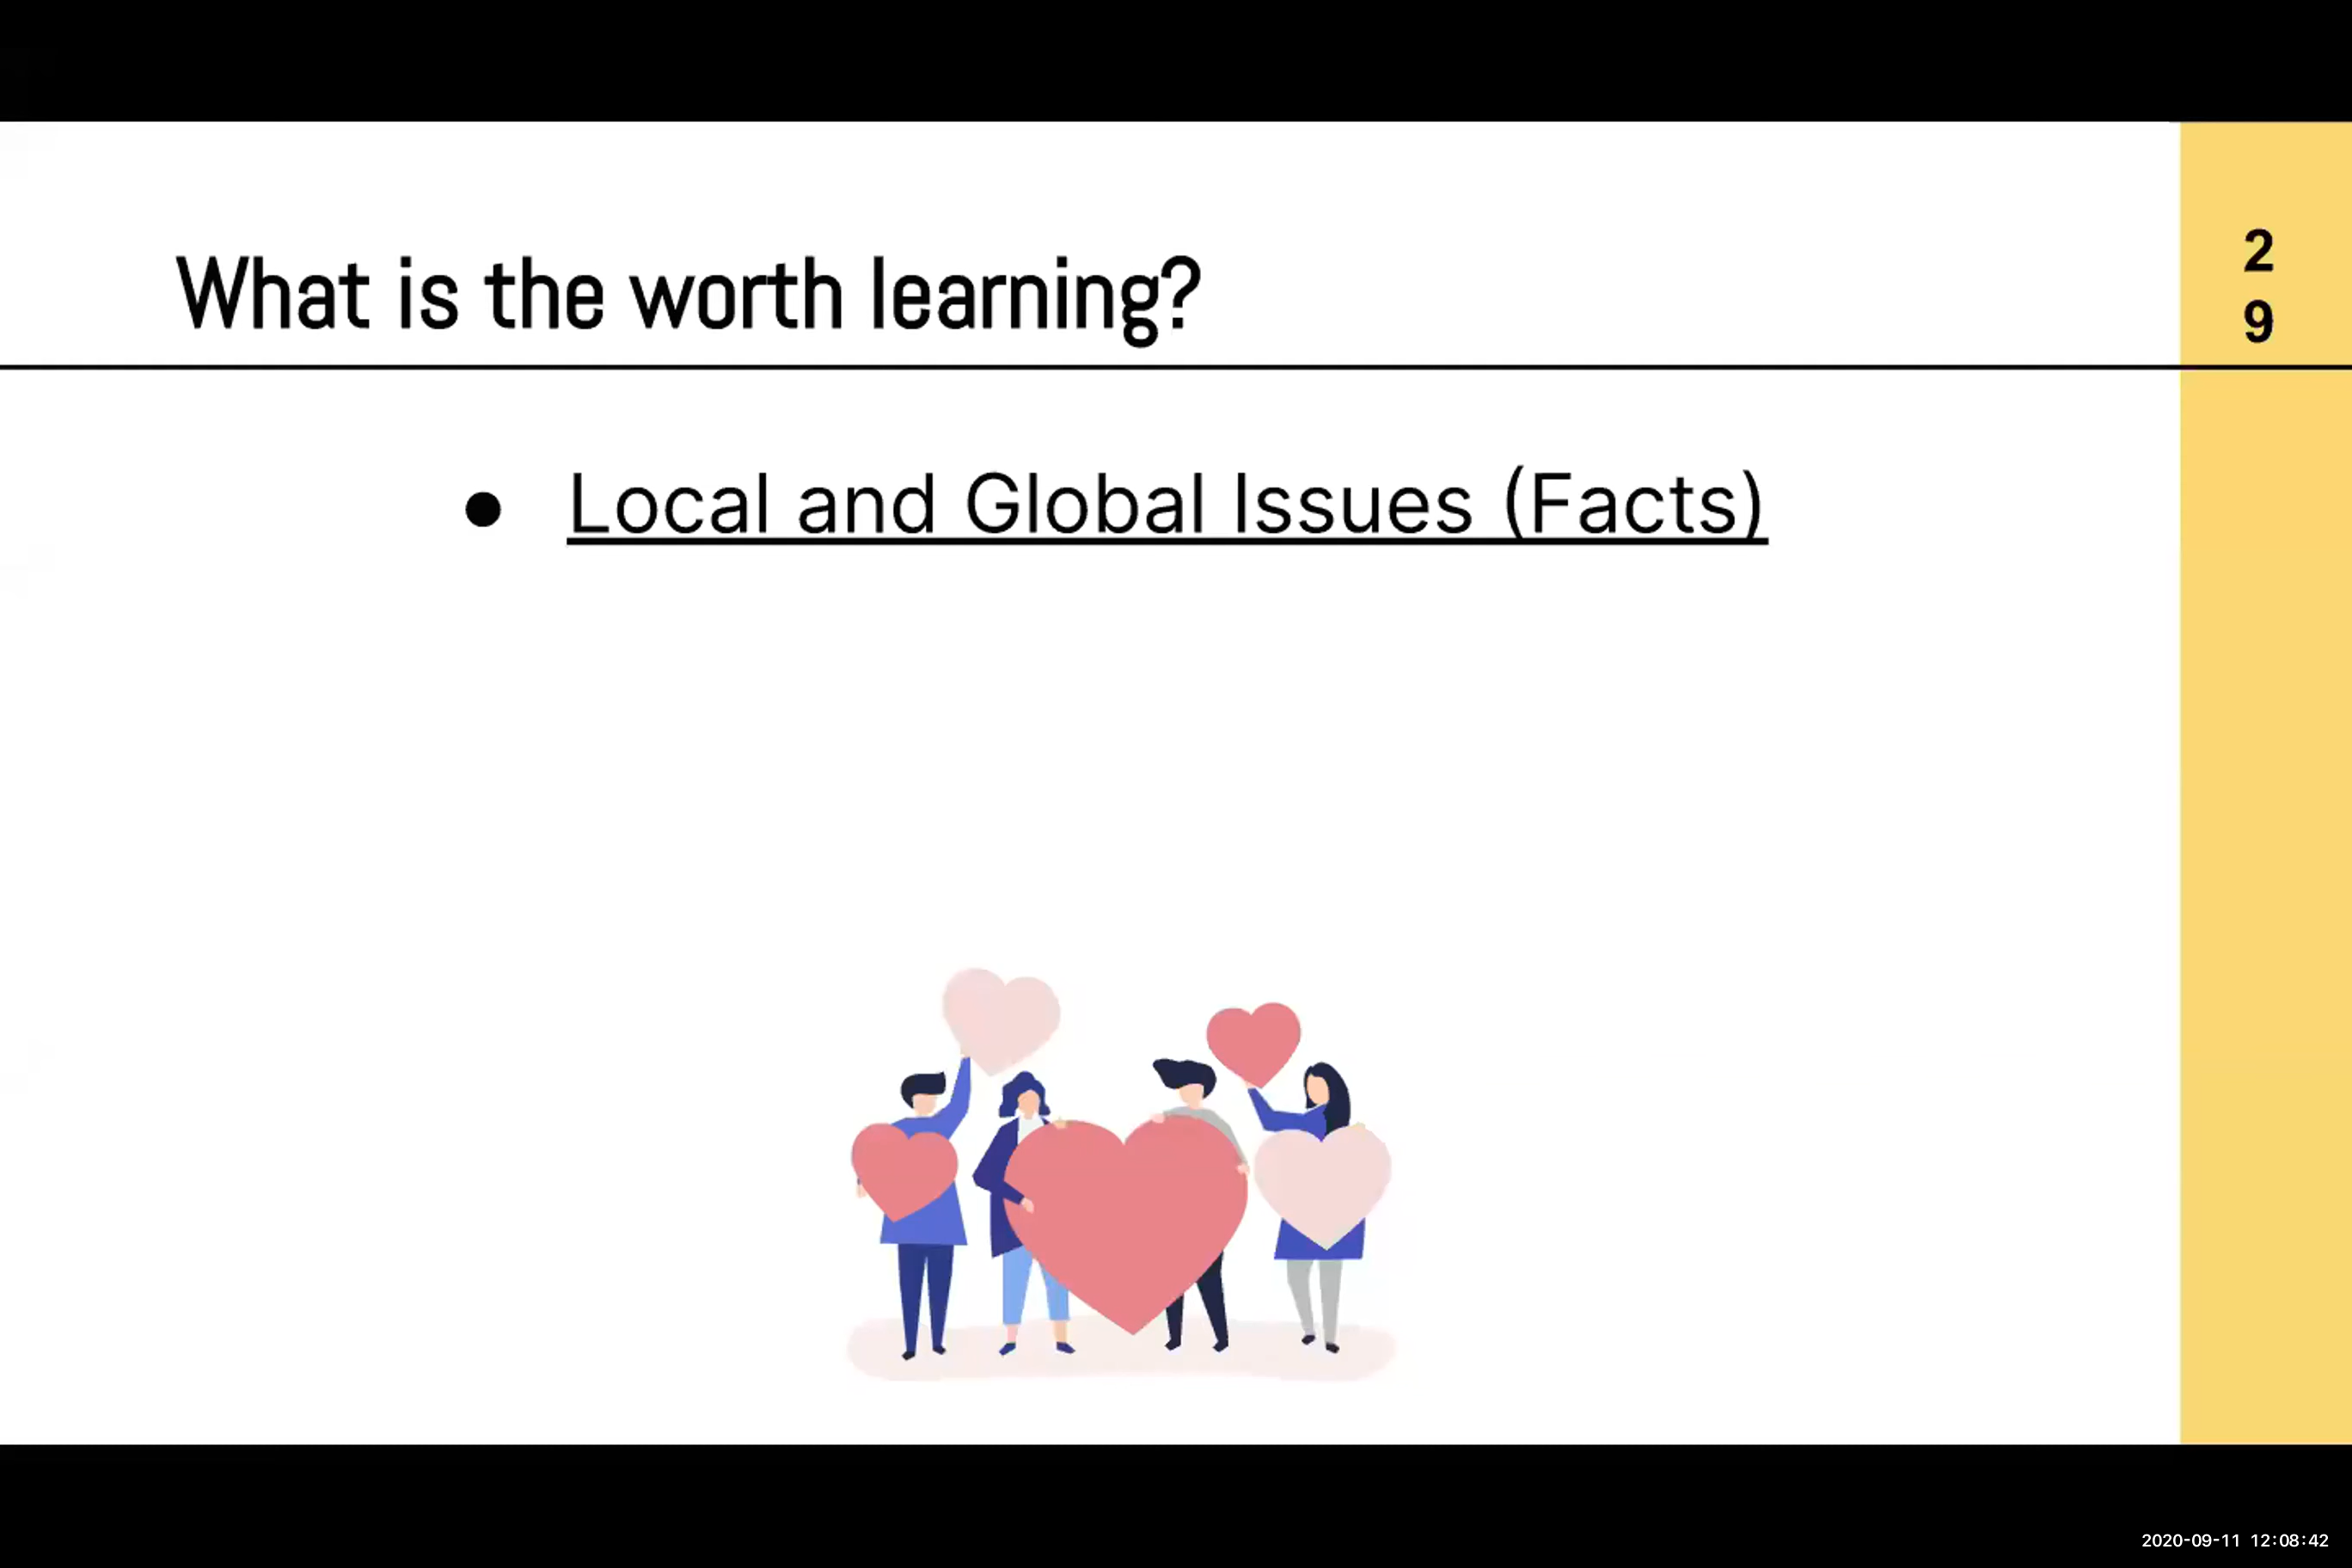 What is the worth learning?
2
9
● Local and Global Issues (Facts)
2020-09-11 12:08:42